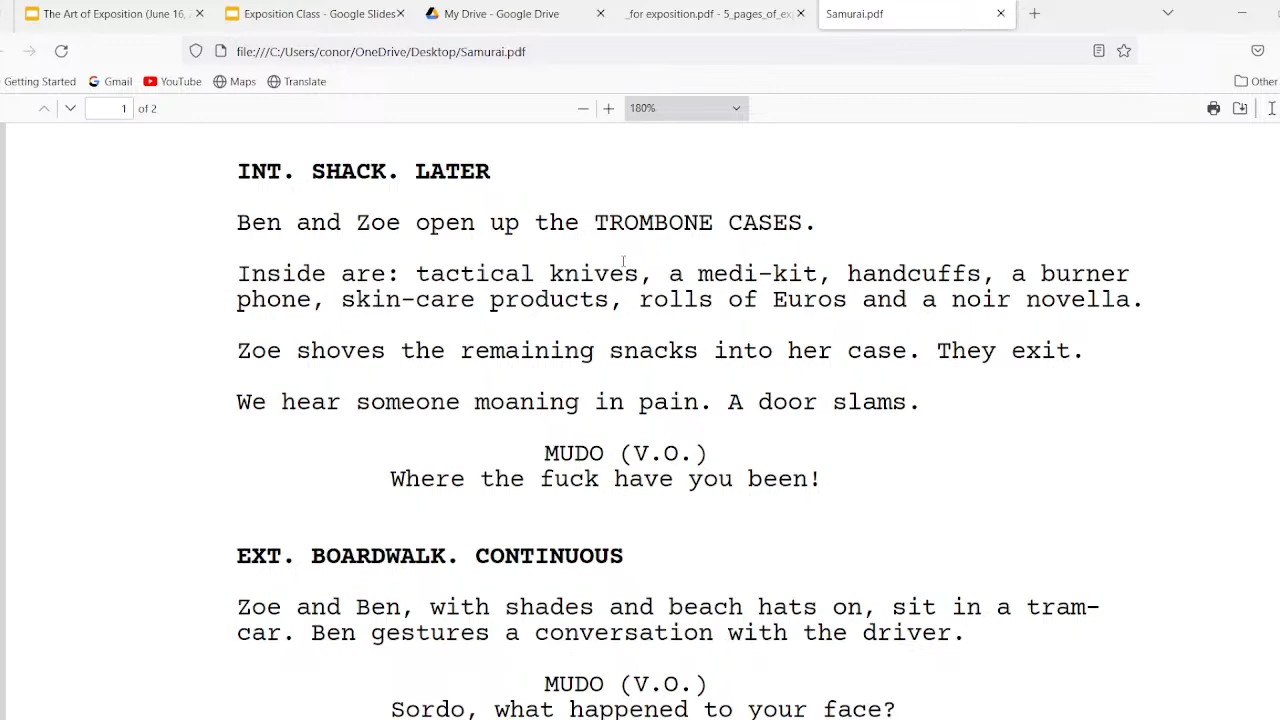 The Art of Exposition (June 16,
Exposition Class - Google Slides
My Drive - Google Drive
_for exposition.pdf - 5_pages_of_ex
Samurai.pdf
file:///C:/Users/conor/OneDrive/Desktop/Samurai.pdf
Getting Started
Gmail
YouTube
Maps
Translate
Other
1 of 2
180%
INT. SHACK. LATER
Ben and Zoe open up the TROMBONE CASES.
Inside are: tactical knives, a medi-kit, handcuffs, a burner
phone, skin-care products, rolls of Euros and a noir novella.
Zoe shoves the remaining snacks into her case. They exit.
We hear someone moaning in pain. A door slams.
MUDO (V.O.)
Where the fuck have you been!
EXT. BOARDWALK. CONTINUOUS
Zoe and Ben, with shades and beach hats on, sit in a tram-
car. Ben gestures a conversation with the driver.
MUDO (V.O.)
Sordo, what happened to your face?